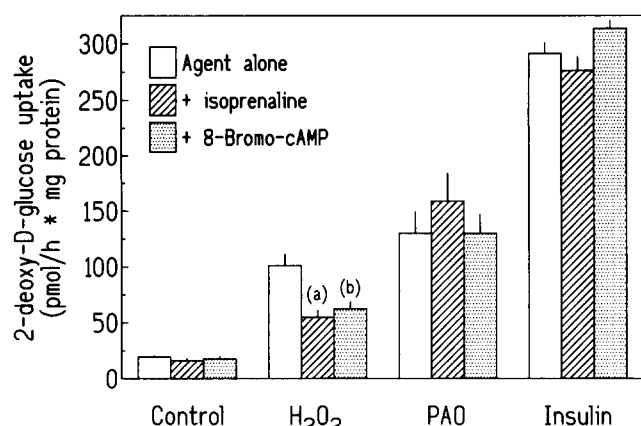 2-deoxy-D-glucose uptake
(pmol/h * mg protein)
300
250
200
150
100
50
0
Agent alone
+ isoprenaline
+ 8-Bromo-cAMP
(a)
(b)
Control
H₂O₂
PAO
Insulin